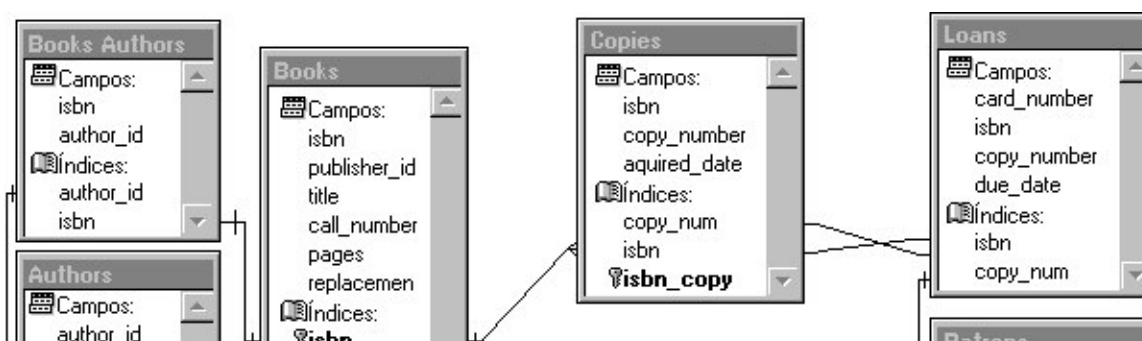 Books Authors
Campos:
isbn
author_id
Índices:
author_id
isbn
Authors
Campos:
author_id
Books
Campos:
isbn
publisher_id
title
call_number
pages
replacemen
Índices:
isbn
Copies
Campos:
isbn
copy_number
aquired_date
Índices:
copy_num
isbn
isbn_copy
Loans
Campos:
card_number
isbn
copy_number
due_date
Índices:
isbn
copy_num
Patrons